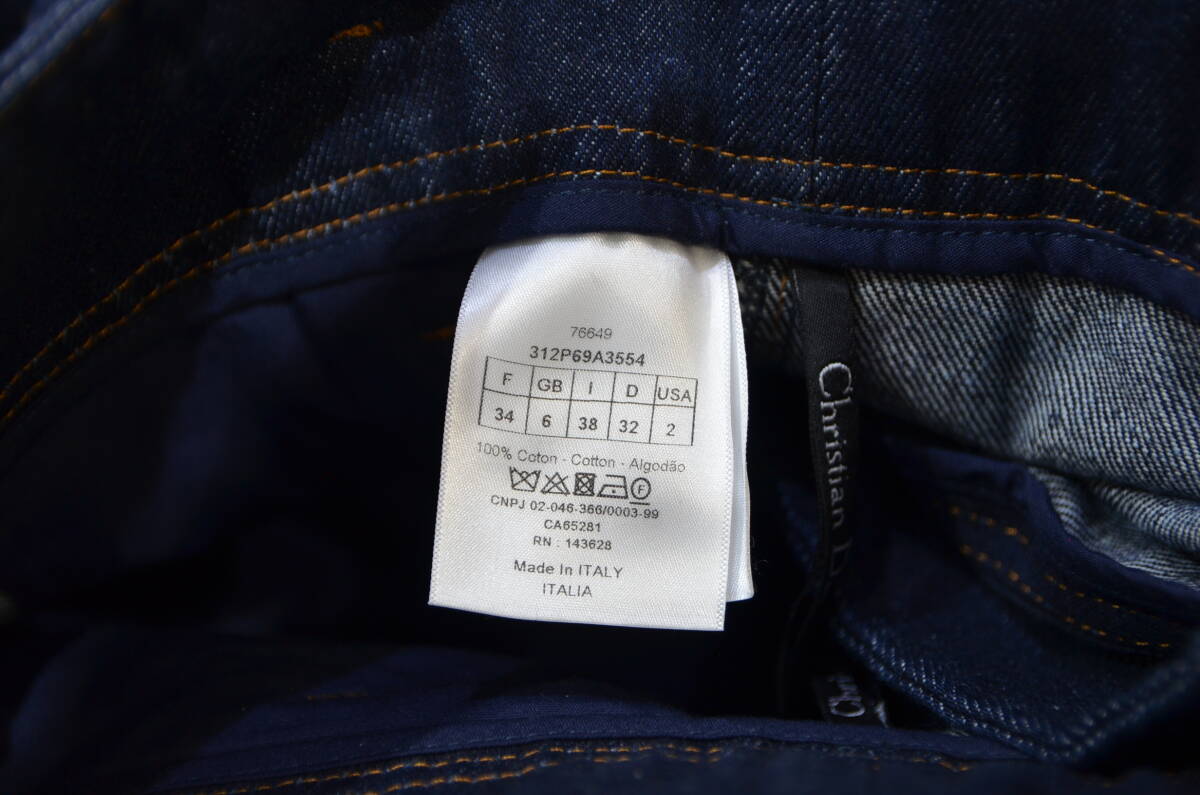 76649
312P69A3554
F GB I D USA
34 6 38 32 2
100% Coton - Cotton - Algodão
F
CNPJ 02-046-366/0003-99
CA65281
RN : 143628
Made In ITALY
ITALIA
Christian D